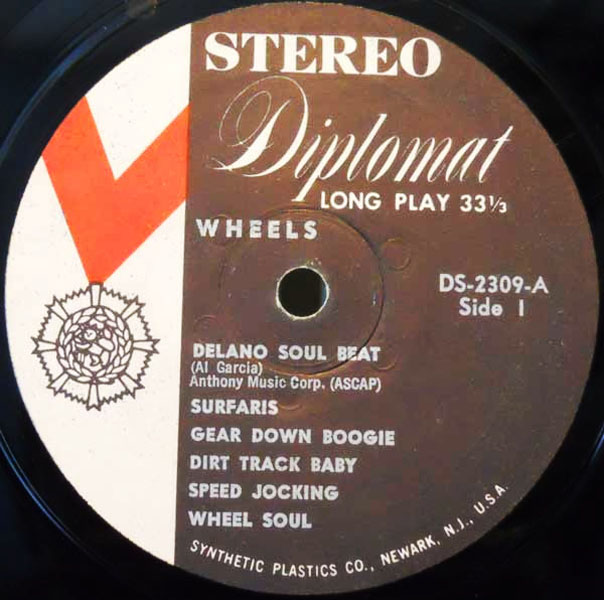 STEREO
Diplomat
LONG PLAY 33⅓
WHEELS
DS-2309-A
Side 1
DELANO SOUL BEAT
(Al Garcia)
Anthony Music Corp. (ASCAP)
SURFARIS
GEAR DOWN BOOGIE
DIRT TRACK BABY
SPEED JOCKING
WHEEL SOUL
SYNTHETIC PLASTICS CO., NEWARK, N.J., U.S.A.